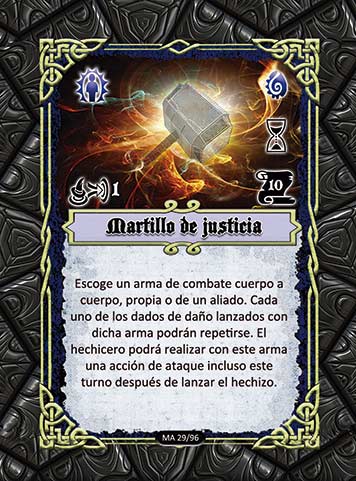 1
10
Martillo de justicia
Escoge un arma de combate cuerpo a
cuerpo, propia o de un aliado. Cada
uno de los dados de daño lanzados con
dicha arma podrán repetirse. El
hechicero podrá realizar con este arma
una acción de ataque incluso este
turno después de lanzar el hechizo.
MA 29/96